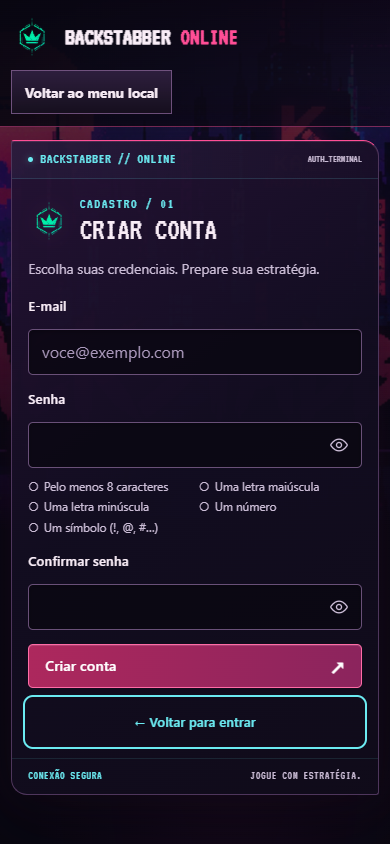 BACKSTABBER ONLINE
Voltar ao menu local
BACKSTABBER // ONLINE
AUTH_TERMINAL
CADASTRO / 01
CRIAR CONTA
Escolha suas credenciais. Prepare sua estratégia.
E-mail
voce@exemplo.com
Senha
Pelo menos 8 caracteres
Uma letra maiúscula
Uma letra minúscula
Um número
Um símbolo (!, @, #...)
Confirmar senha
Criar conta ↗
← Voltar para entrar
CONEXÃO SEGURA
JOGUE COM ESTRATÉGIA.